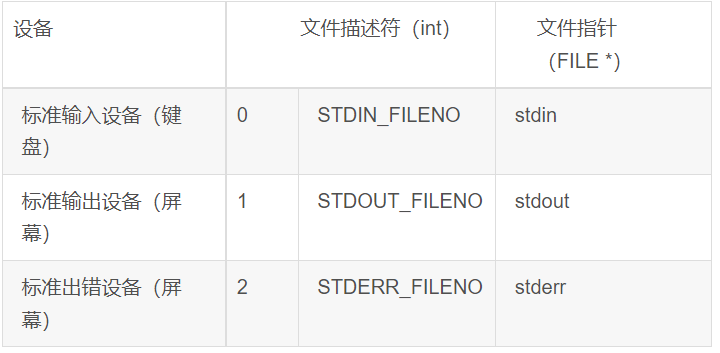 设备 文件描述符（int） 文件指针
（FILE *）
标准输入设备（键 0 STDIN_FILENO stdin
盘）
标准输出设备（屏 1 STDOUT_FILENO stdout
幕）
标准出错设备（屏 2 STDERR_FILENO stderr
幕）